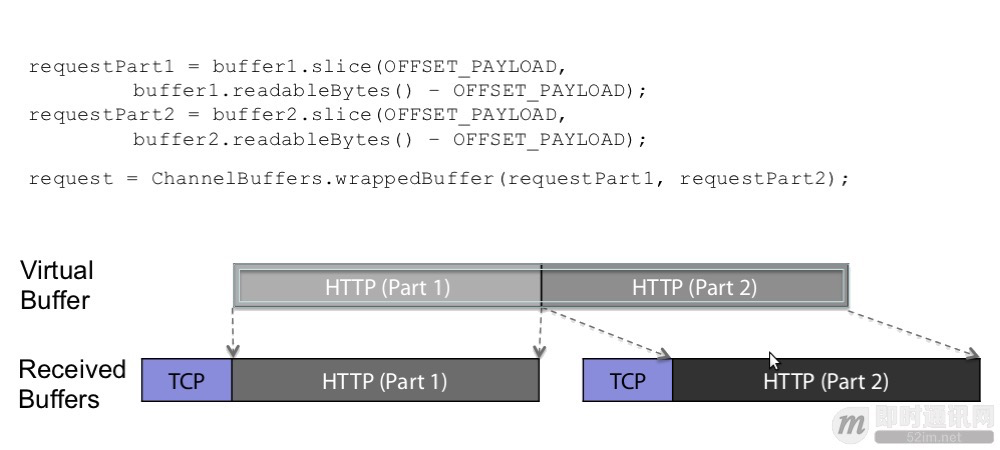 requestPart1 = buffer1.slice(OFFSET_PAYLOAD,
buffer1.readableBytes() - OFFSET_PAYLOAD);
requestPart2 = buffer2.slice(OFFSET_PAYLOAD,
buffer2.readableBytes() - OFFSET_PAYLOAD);
request = ChannelBuffers.wrappedBuffer(requestPart1, requestPart2);
Virtual
Buffer
HTTP (Part 1)
HTTP (Part 2)
Received
Buffers
TCP
HTTP (Part 1)
TCP
HTTP (Part 2)
m
即时通讯网
52im.net